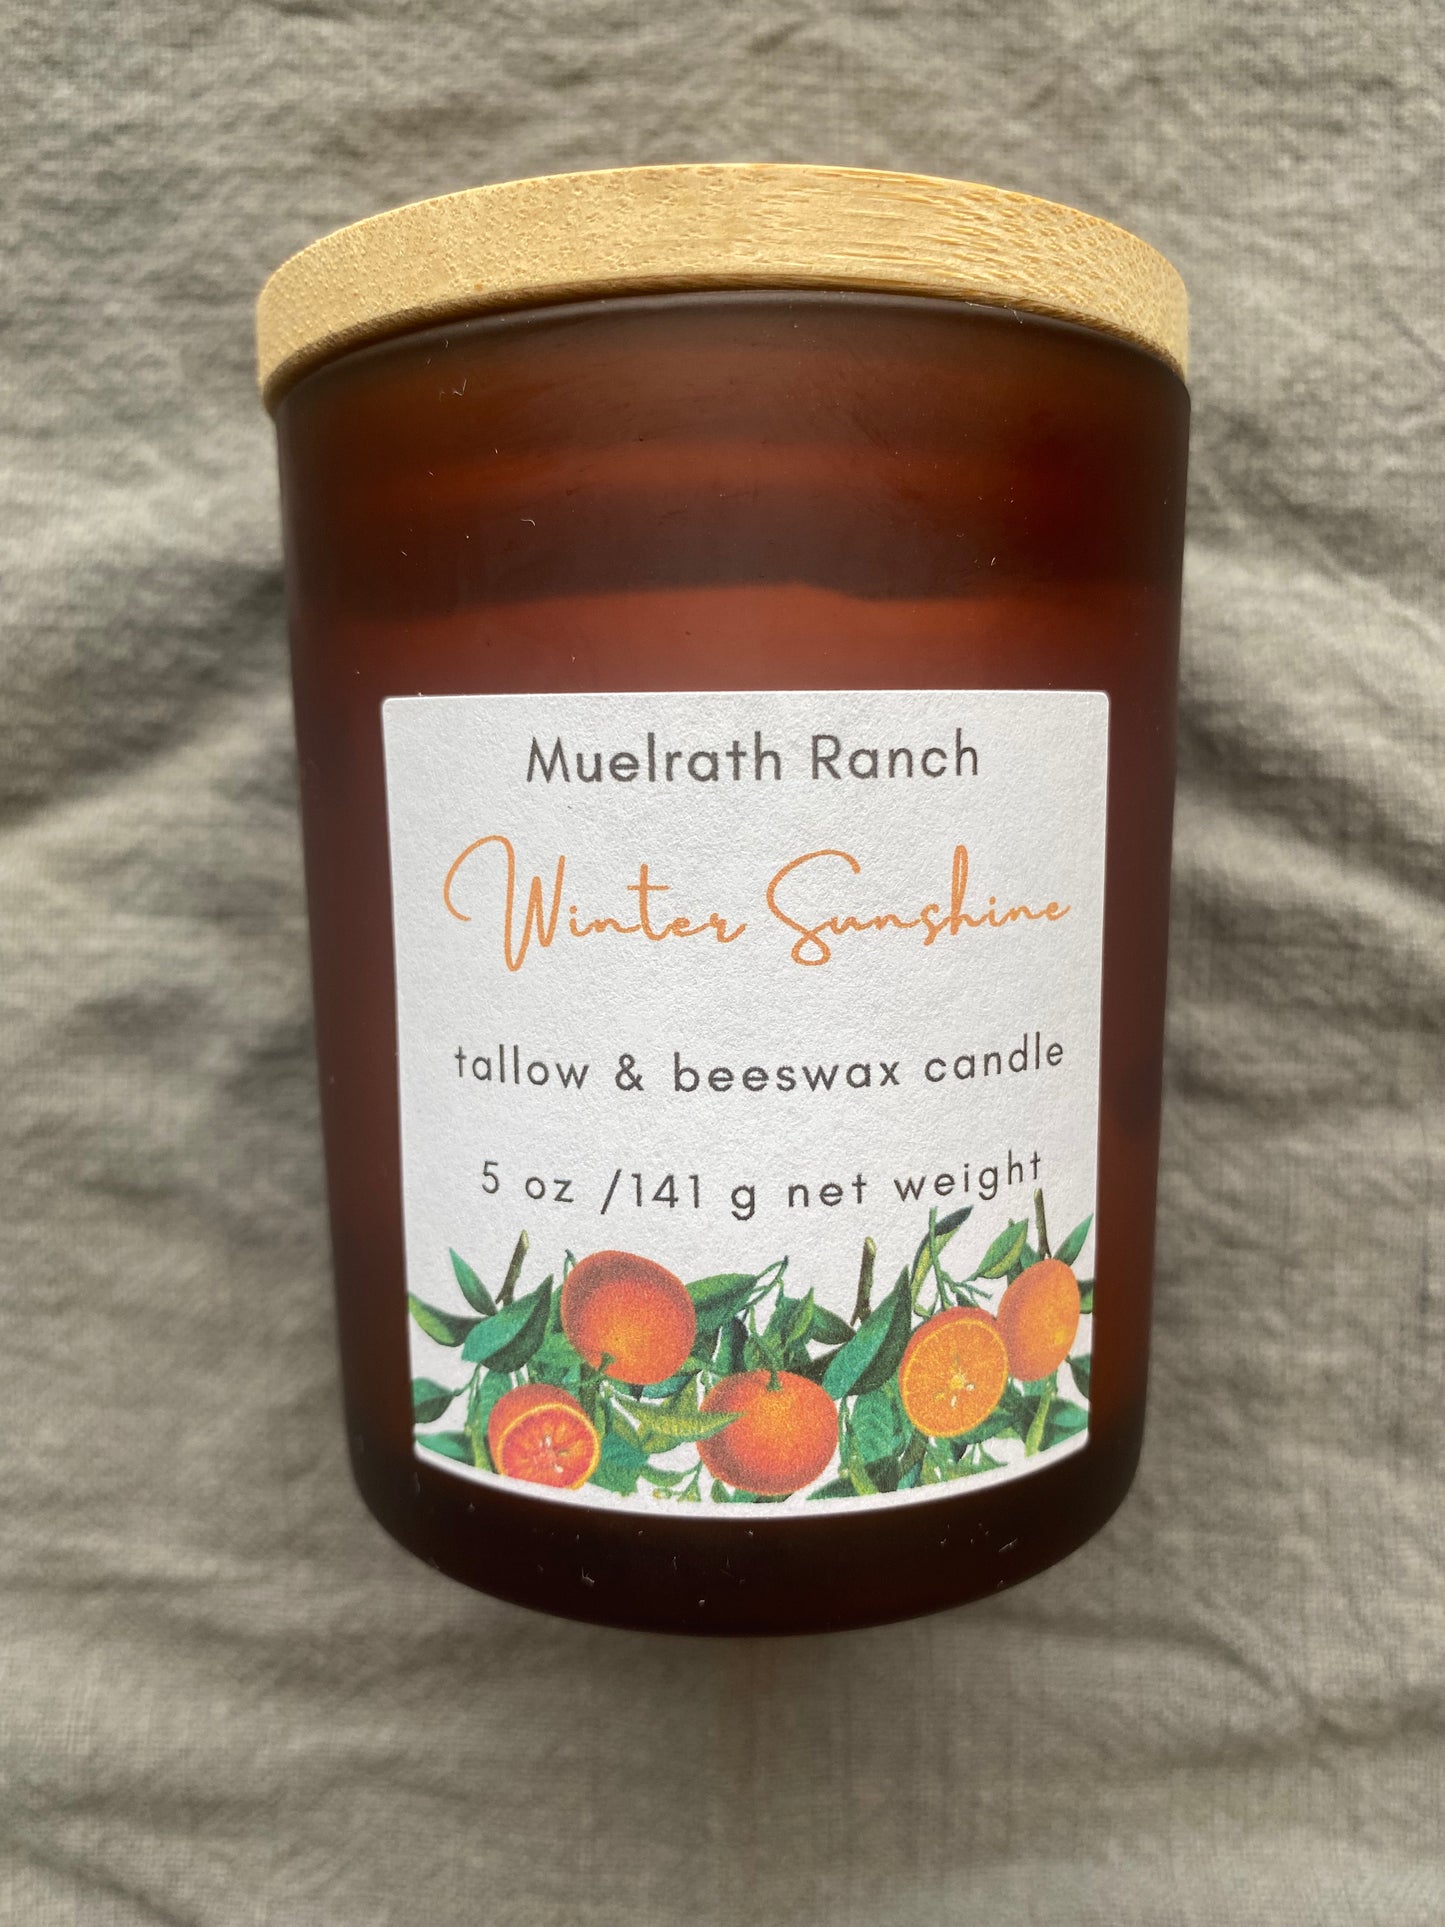 Muelrath Ranch
Winter Sunshine
tallow & beeswax candle
5 oz /141 g net weight